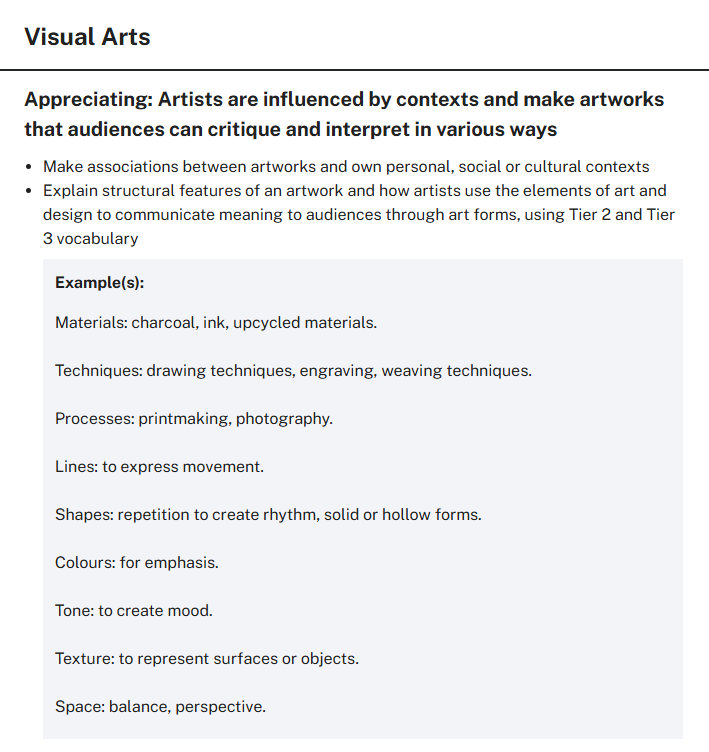 Visual Arts
Appreciating: Artists are influenced by contexts and make artworks
that audiences can critique and interpret in various ways
• Make associations between artworks and own personal, social or cultural contexts
• Explain structural features of an artwork and how artists use the elements of art and
design to communicate meaning to audiences through art forms, using Tier 2 and Tier
3 vocabulary
Example(s):
Materials: charcoal, ink, upcycled materials.
Techniques: drawing techniques, engraving, weaving techniques.
Processes: printmaking, photography.
Lines: to express movement.
Shapes: repetition to create rhythm, solid or hollow forms.
Colours: for emphasis.
Tone: to create mood.
Texture: to represent surfaces or objects.
Space: balance, perspective.